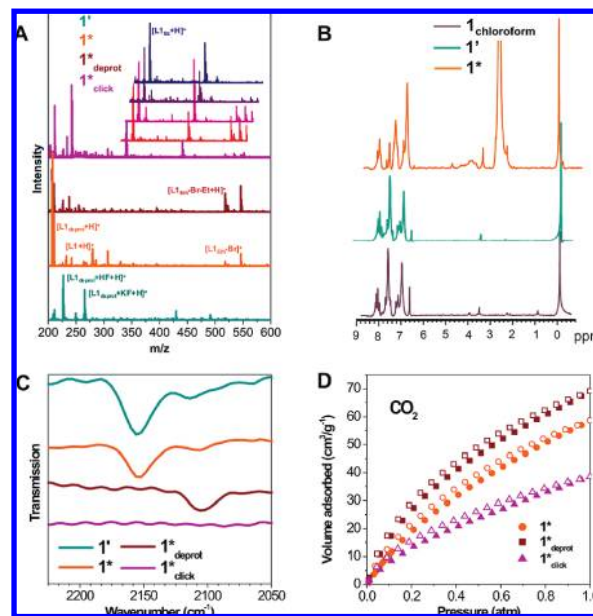 A
1'
1*
1*deprot
1*click
[L1Bz+H]+
[L1Em-Br-Et+H]+
[L1deprot+H]+
[L1+H]+
[L1Em-Br]+
[L1deprot+HF+H]+
[L1deprot+KF+H]+
Intensity
200 250 300 350 400 450 500 550 600
m/z
B
1chloroform
1'
1*
9 8 7 6 5 4 3 2 1 0 ppm
C
Transmission
1' 1*deprot
1* 1*click
2200 2150 2100 2050
Wavenumber (cm-1)
D
CO2
Volume adsorbed (cm3/g-1)
70
60
50
40
30
20
10
0
1*
1*deprot
1*click
0.0 0.2 0.4 0.6 0.8 1.0
Pressure (atm)